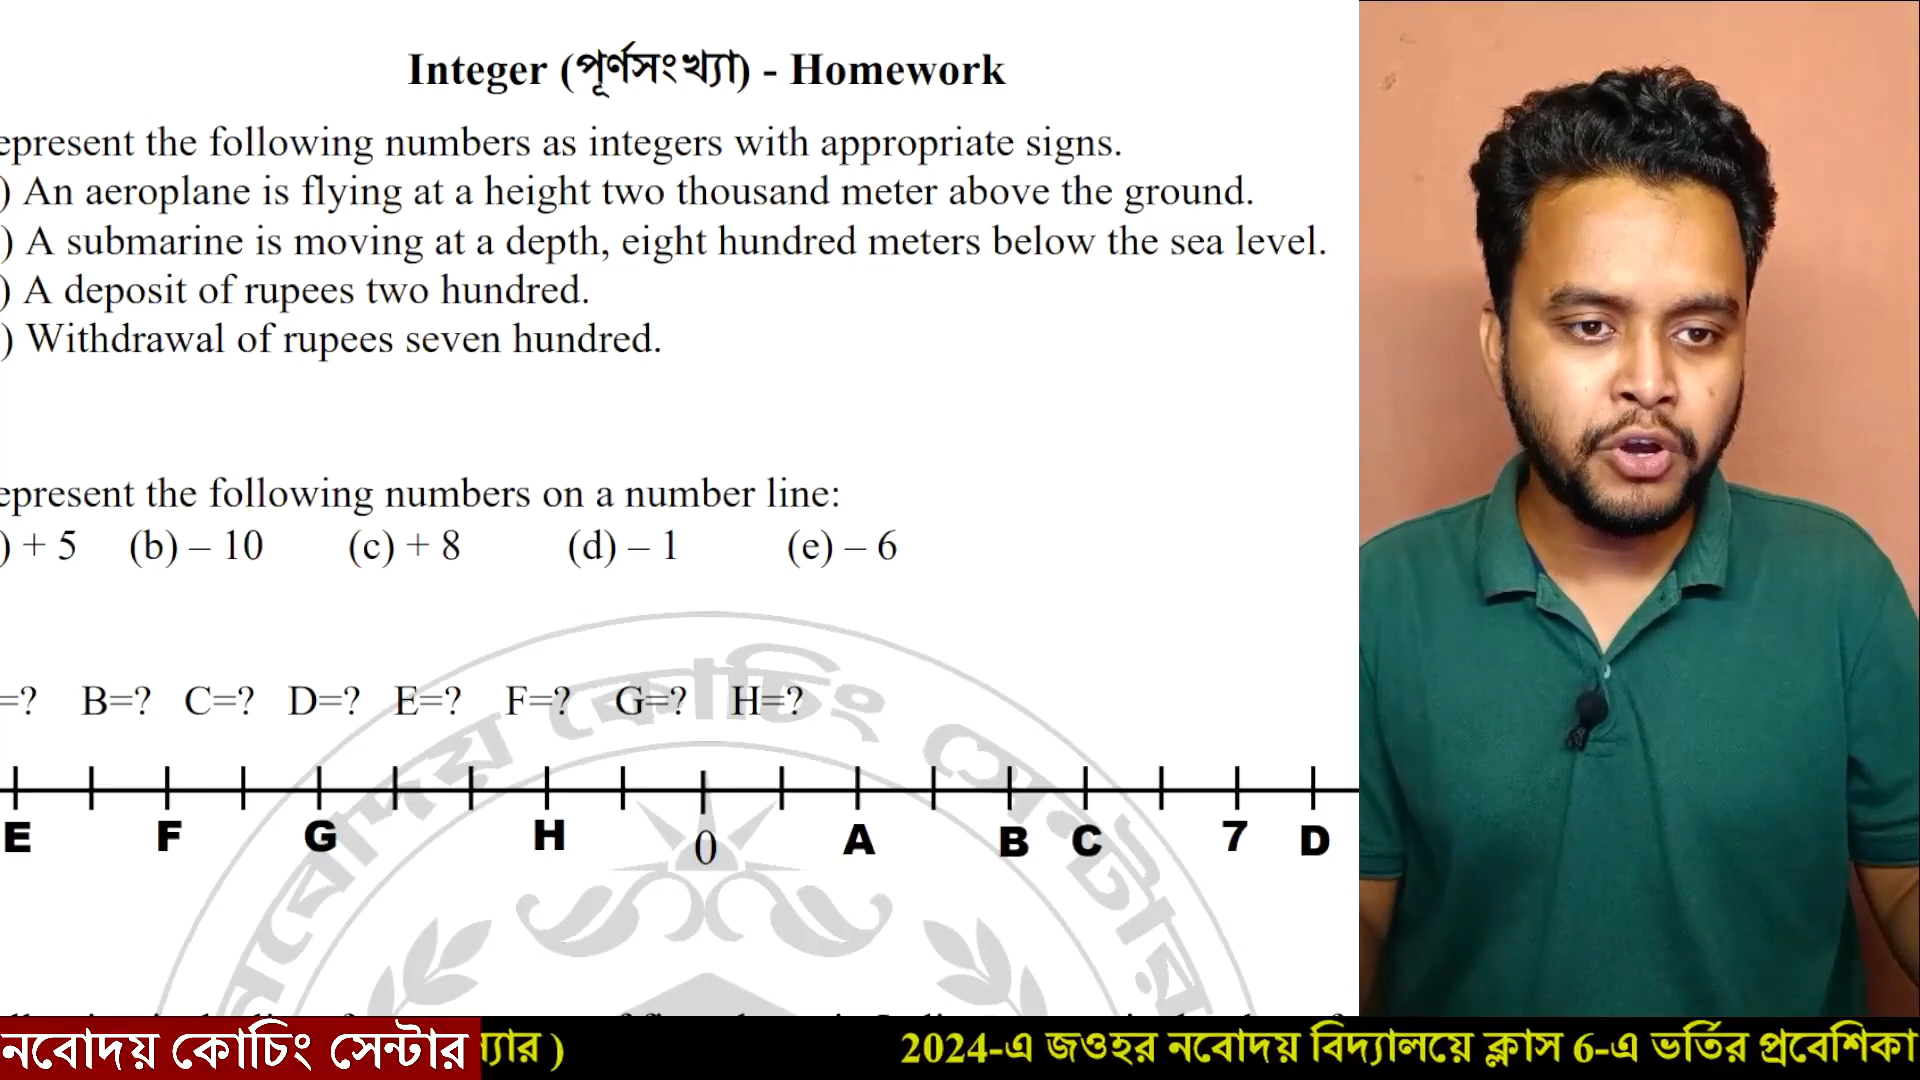 Integer (পূর্ণসংখ্যা) - Homework
epresent the following numbers as integers with appropriate signs.
) An aeroplane is flying at a height two thousand meter above the ground.
) A submarine is moving at a depth, eight hundred meters below the sea level.
) A deposit of rupees two hundred.
) Withdrawal of rupees seven hundred.
epresent the following numbers on a number line:
) + 5 (b) – 10 (c) + 8 (d) – 1 (e) – 6
=? B=? C=? D=? E=? F=? G=? H=?
E F G H 0 A B C 7 D
নবোদয় কোচিং সেন্টার
নবোদয় কোচিং সেন্টার ্যার ) 2024-এ জওহর নবোদয় বিদ্যালয়ে ক্লাস 6-এ ভর্তির প্রবেশিকা